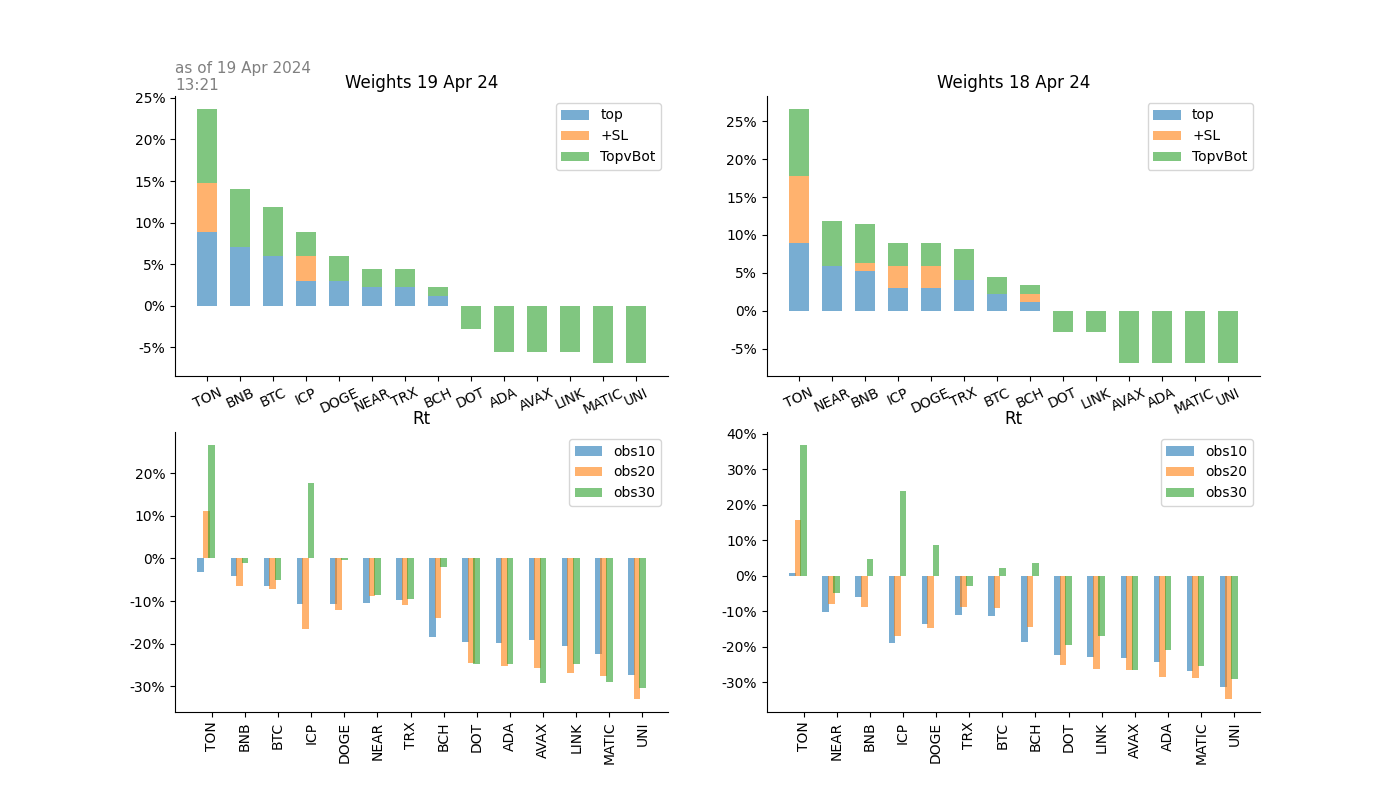 as of 19 Apr 2024
13:21
Weights 19 Apr 24
25%
20%
15%
10%
5%
0%
-5%
top
+SL
TopvBot
TON BNB BTC ICP DOGE NEAR TRX BCH DOT ADA AVAX LINK MATIC UNI
Weights 18 Apr 24
25%
20%
15%
10%
5%
0%
-5%
top
+SL
TopvBot
TON NEAR BNB ICP DOGE TRX BTC BCH DOT LINK AVAX ADA MATIC UNI
Rt
20%
10%
0%
-10%
-20%
-30%
obs10
obs20
obs30
TON BNB BTC ICP DOGE NEAR TRX BCH DOT ADA AVAX LINK MATIC UNI
Rt
40%
30%
20%
10%
0%
-10%
-20%
-30%
obs10
obs20
obs30
TON NEAR BNB ICP DOGE TRX BTC BCH DOT LINK AVAX ADA MATIC UNI